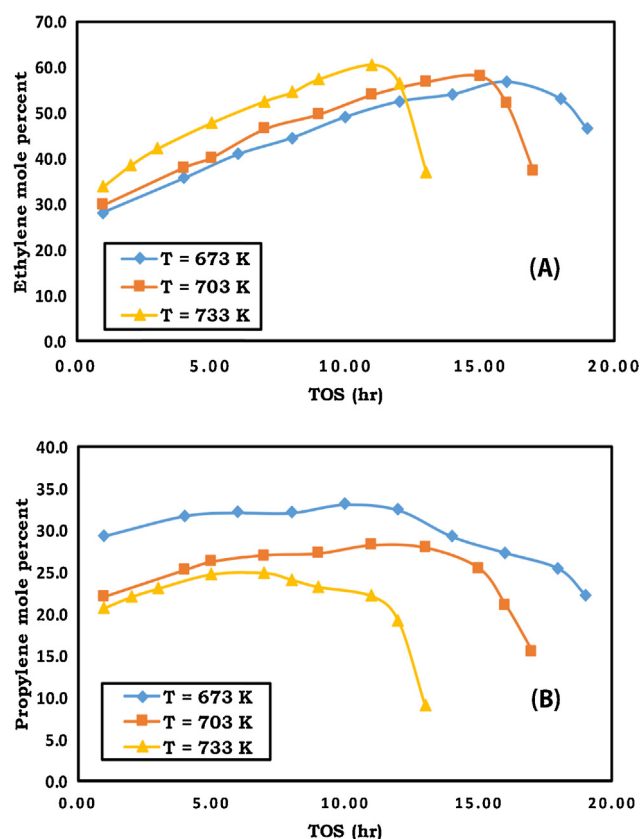 70.0
60.0
50.0
40.0
30.0
20.0
10.0
0.0
Ethylene mole percent
T = 673 K
T = 703 K
T = 733 K
(A)
0.00 5.00 10.00 15.00 20.00
TOS (hr)
40.0
35.0
30.0
25.0
20.0
15.0
10.0
5.0
0.0
Propylene mole percent
T = 673 K
T = 703 K
T = 733 K
(B)
0.00 5.00 10.00 15.00 20.00
TOS (hr)